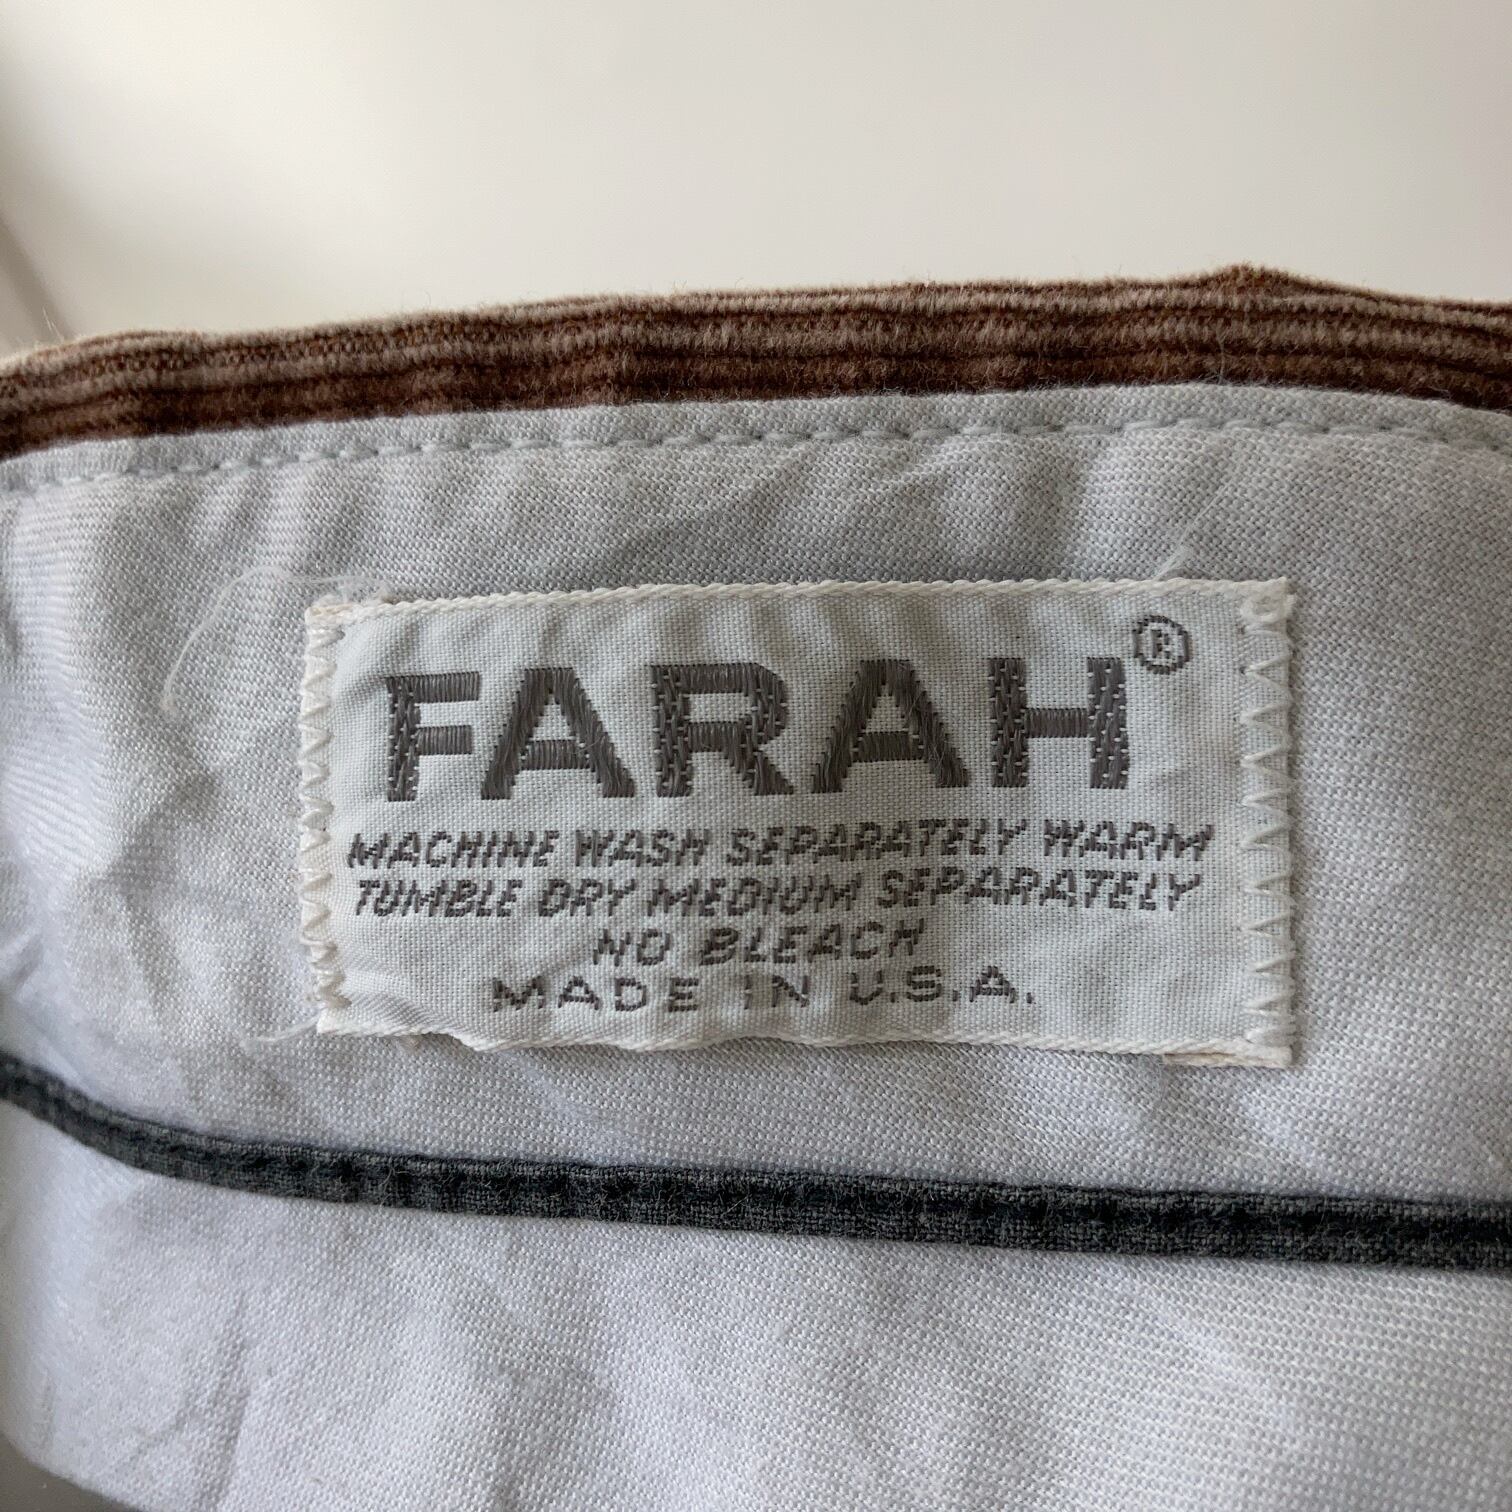 FARAH®
MACHINE WASH SEPARATELY WARM
TUMBLE DRY MEDIUM SEPARATELY
NO BLEACH
MADE IN U.S.A.